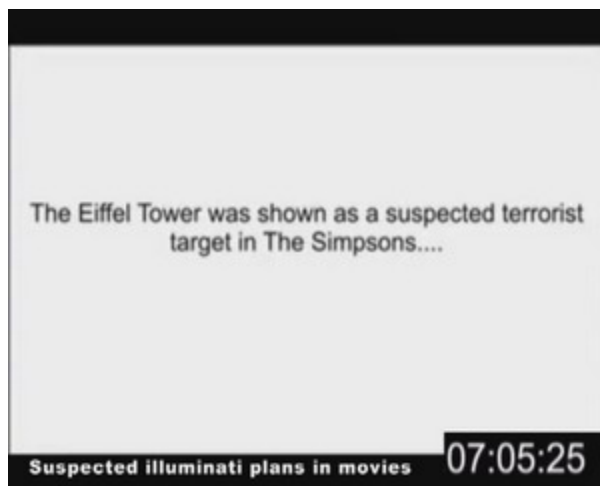 The Eiffel Tower was shown as a suspected terrorist
target in The Simpsons....
Suspected illuminati plans in movies
07:05:25